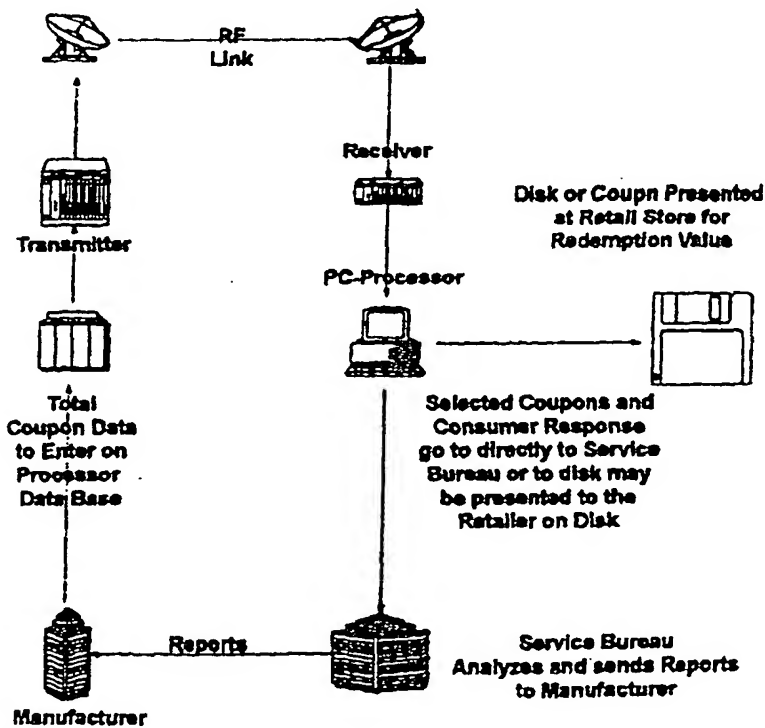 RF
Link
Receiver
Disk or Coupn Presented
at Retail Store for
Redemption Value
Transmitter
PC-Processor
Total
Coupon Data
to Enter on
Processor
Data Base
Selected Coupons and
Consumer Response
go to directly to Service
Bureau or to disk may
be presented to the
Retailer on Disk
Reports
Service Bureau
Analyzes and sends Reports
to Manufacturer
Manufacturer